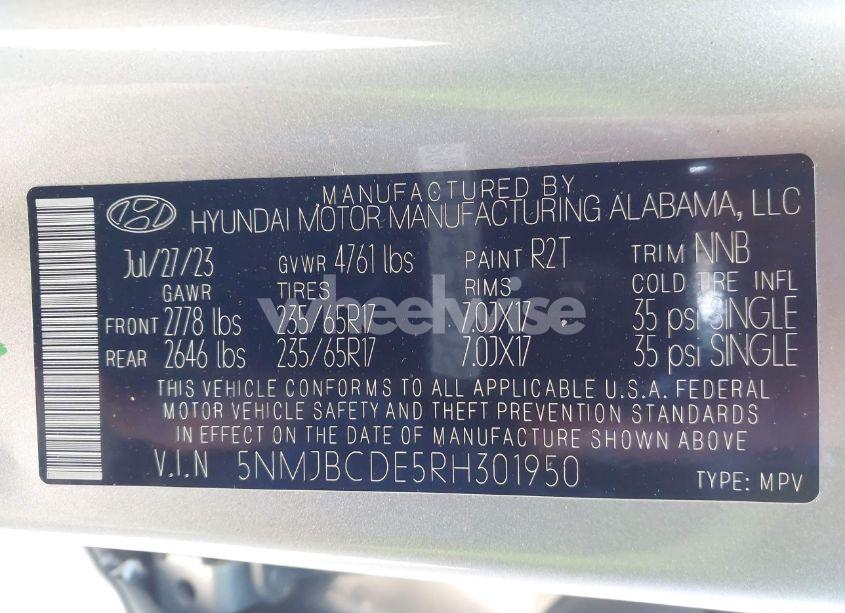 MANUFACTURED BY
HYUNDAI MOTOR MANUFACTURING ALABAMA, LLC
Jul/27/23 GVWR 4761 lbs PAINT R2T TRIM NNB
GAWR TIRES RIMS COLD TIRE INFL
FRONT 2778 lbs 235/65R17 7.0JX17 35 psi SINGLE
REAR 2646 lbs 235/65R17 7.0JX17 35 psi SINGLE
THIS VEHICLE CONFORMS TO ALL APPLICABLE U.S.A. FEDERAL
MOTOR VEHICLE SAFETY AND THEFT PREVENTION STANDARDS
IN EFFECT ON THE DATE OF MANUFACTURE SHOWN ABOVE.
V.I.N 5NMJBCDE5RH301950 TYPE: MPV
wheelwise